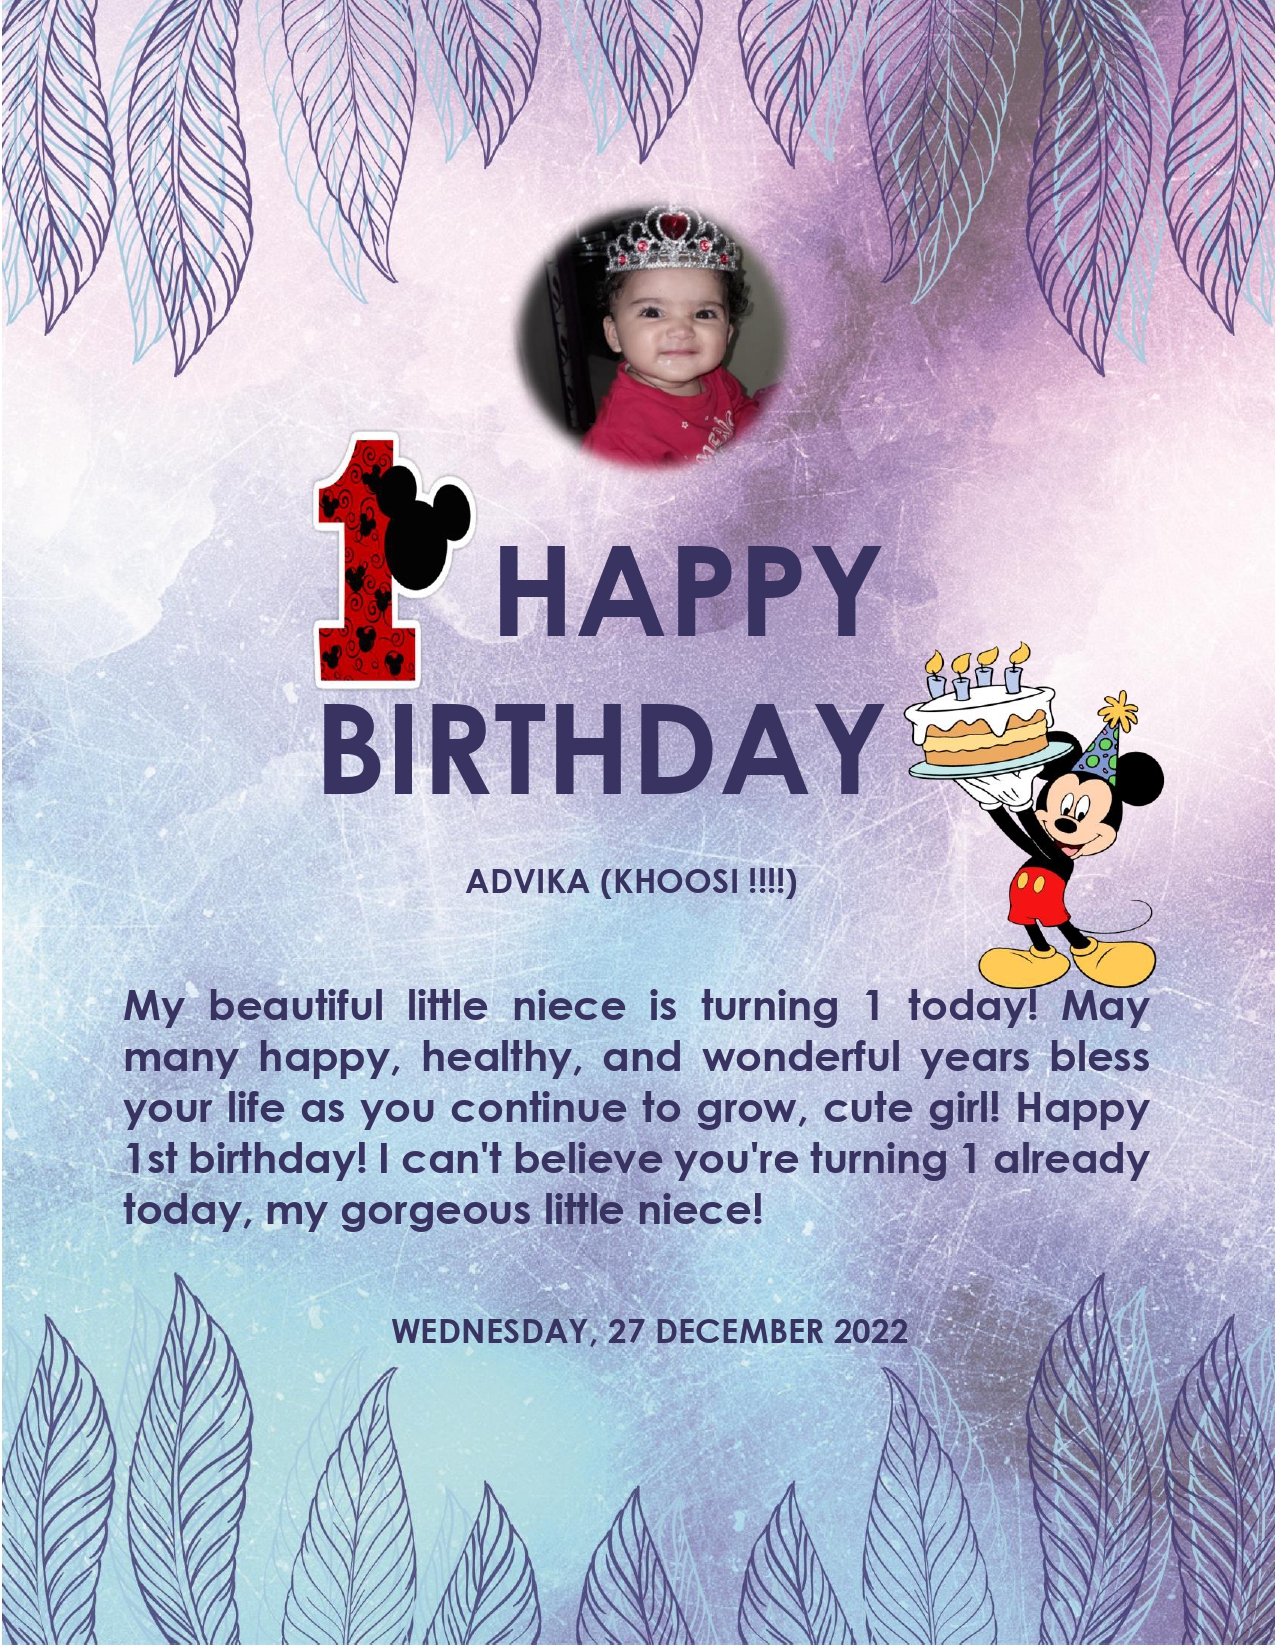 HAPPY
BIRTHDAY
ADVIKA (KHOOSI !!!!)
My beautiful little niece is turning 1 today! May
many happy, healthy, and wonderful years bless
your life as you continue to grow, cute girl! Happy
1st birthday! I can't believe you're turning 1 already
today, my gorgeous little niece!
WEDNESDAY, 27 DECEMBER 2022